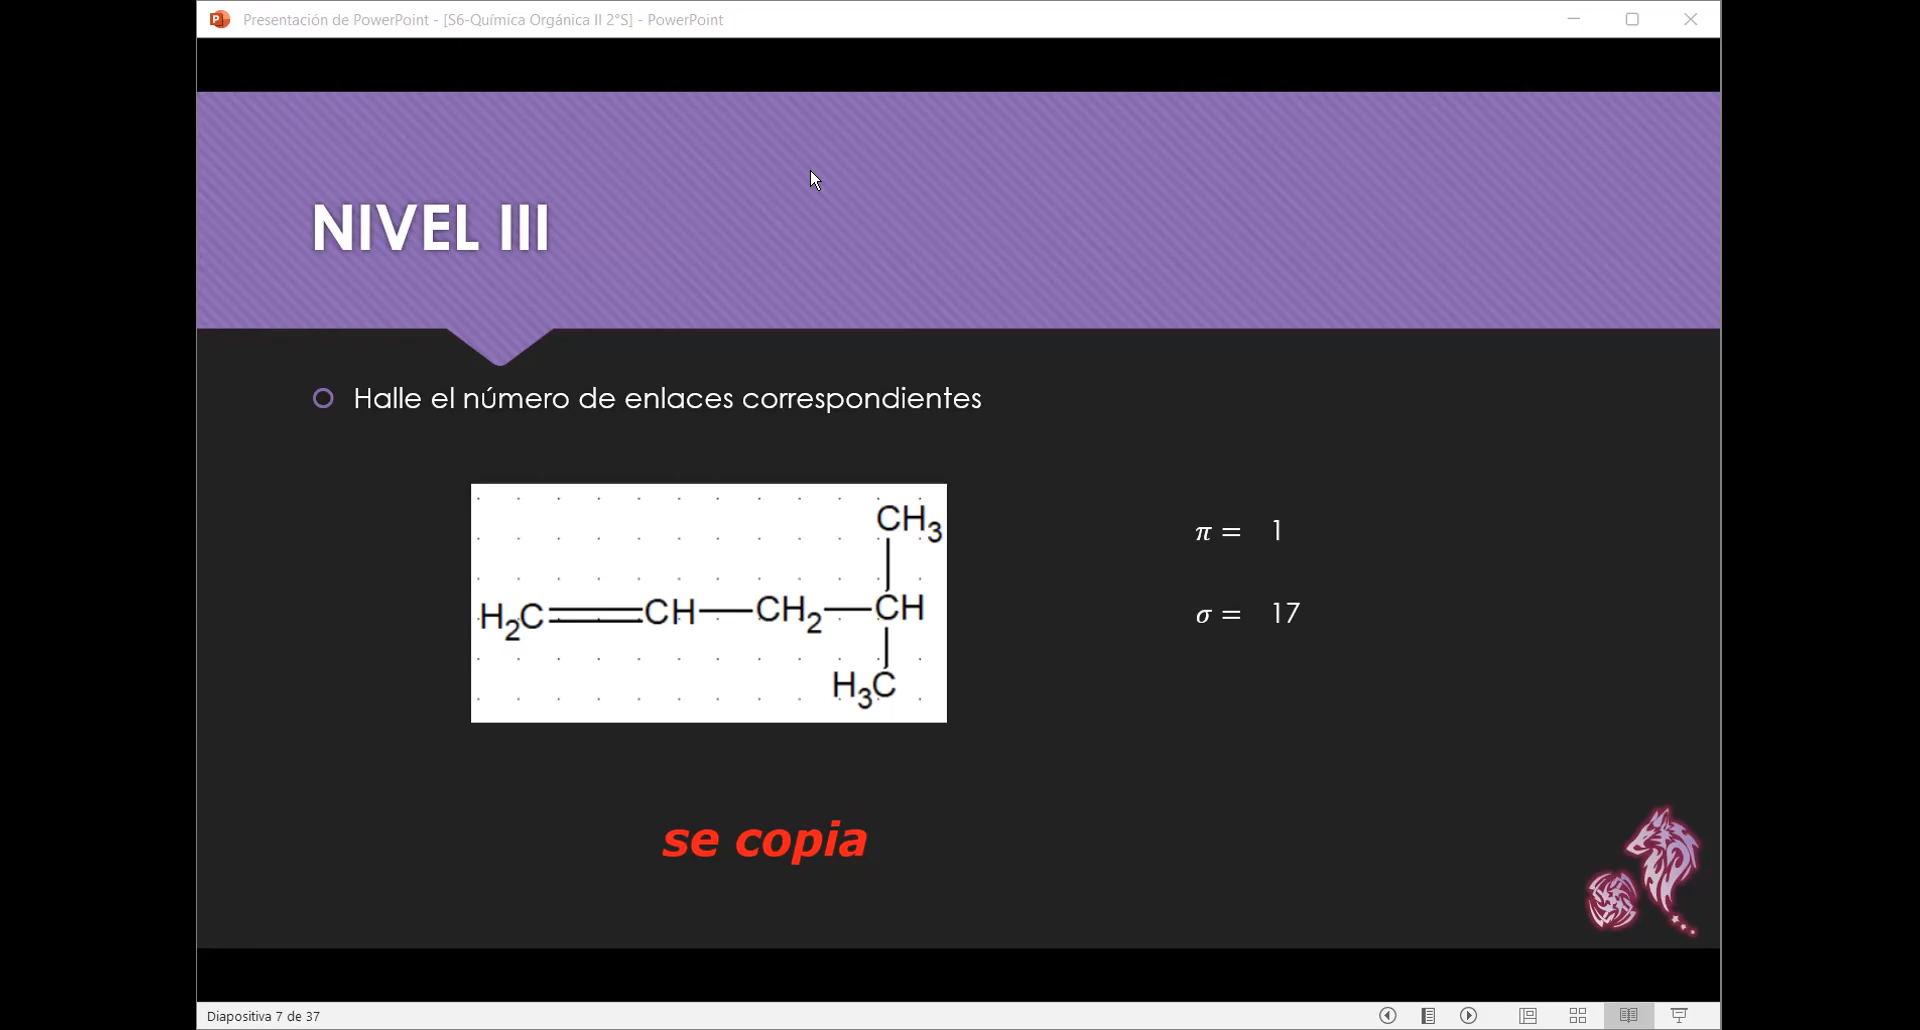 Presentación de PowerPoint - [S6-Química Orgánica II 2°S] - PowerPoint
NIVEL III
Halle el número de enlaces correspondientes
CH3
H2C CH CH2 CH
H3C
π = 1
σ = 17
se copia
Diapositiva 7 de 37